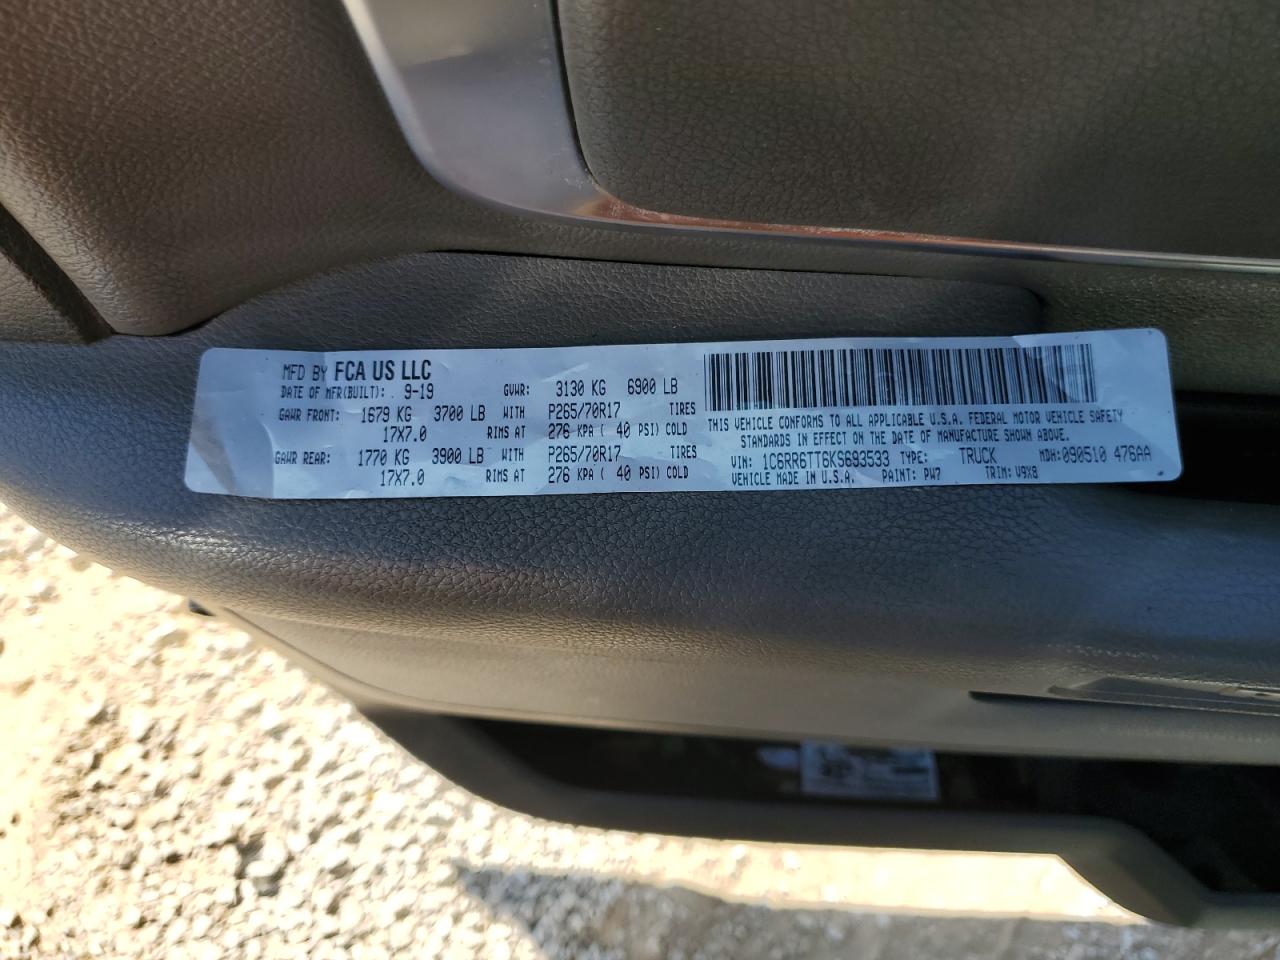 MFD BY FCA US LLC
DATE OF MFR(BUILT): 9-19 GVWR: 3130 KG 6900 LB
GAWR FRONT: 1679 KG 3700 LB WITH P265/70R17 TIRES
17X7.0 RIMS AT 276 KPA ( 40 PSI) COLD
GAWR REAR: 1770 KG 3900 LB WITH P265/70R17 TIRES
17X7.0 RIMS AT 276 KPA ( 40 PSI) COLD
THIS VEHICLE CONFORMS TO ALL APPLICABLE U.S.A. FEDERAL MOTOR VEHICLE SAFETY
STANDARDS IN EFFECT ON THE DATE OF MANUFACTURE SHOWN ABOVE.
VIN: 1C6RR6TT6KS693533 TYPE: TRUCK MDH:090510 476AA
VEHICLE MADE IN U.S.A. PAINT: PW7 TRIM: V9X8